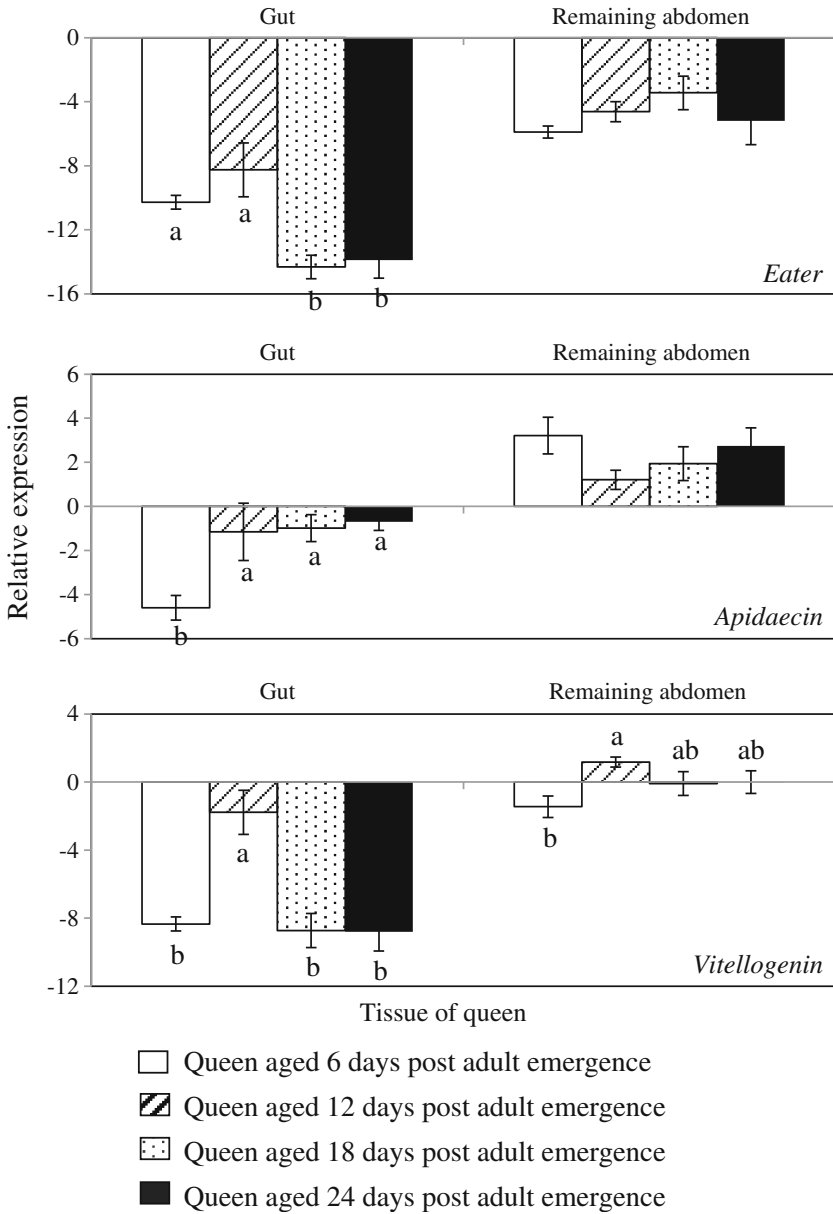 Gut Remaining abdomen
0
-4
-8
-12
-16
a a b b
Eater
Gut Remaining abdomen
6
4
2
0
-2
-4
-6
b a a a
Apidaecin
Relative expression
Gut Remaining abdomen
4
0
-4
-8
-12
b a b b
b a ab ab
Vitellogenin
Tissue of queen
Queen aged 6 days post adult emergence
Queen aged 12 days post adult emergence
Queen aged 18 days post adult emergence
Queen aged 24 days post adult emergence